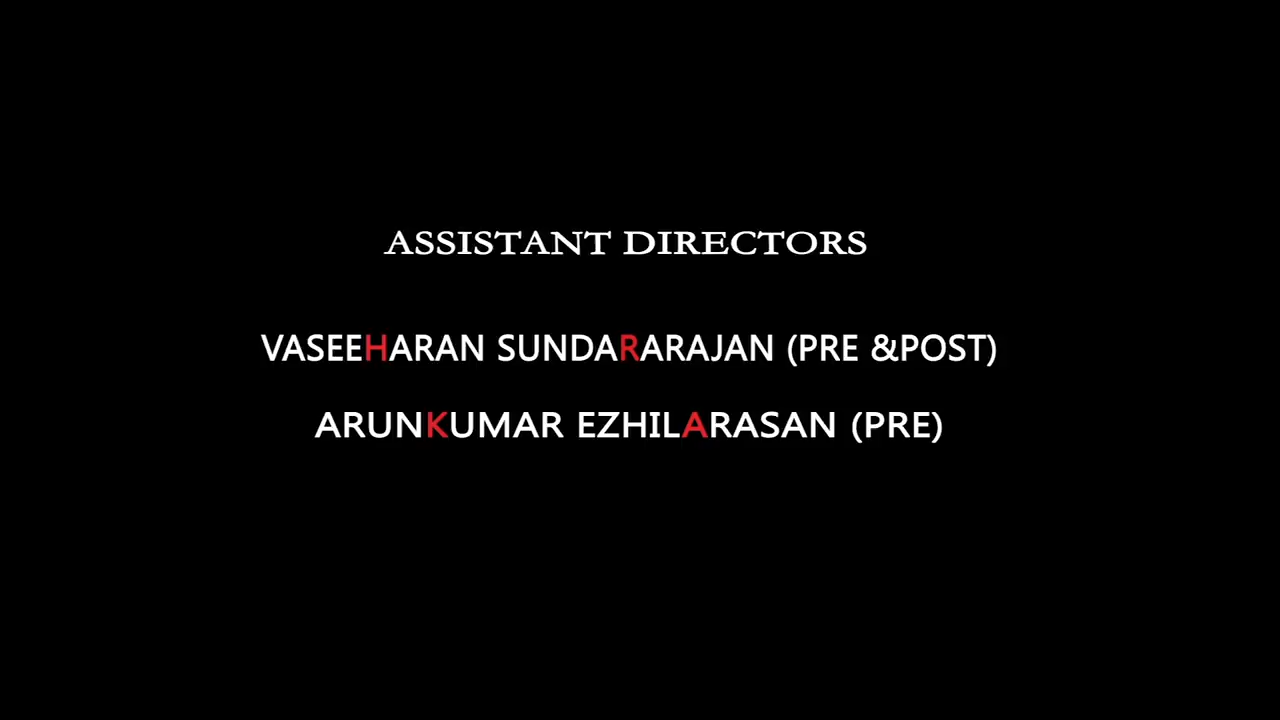 ASSISTANT DIRECTORS
VASEEHARAN SUNDARARAJAN (PRE &POST)
ARUNKUMAR EZHILARASAN (PRE)